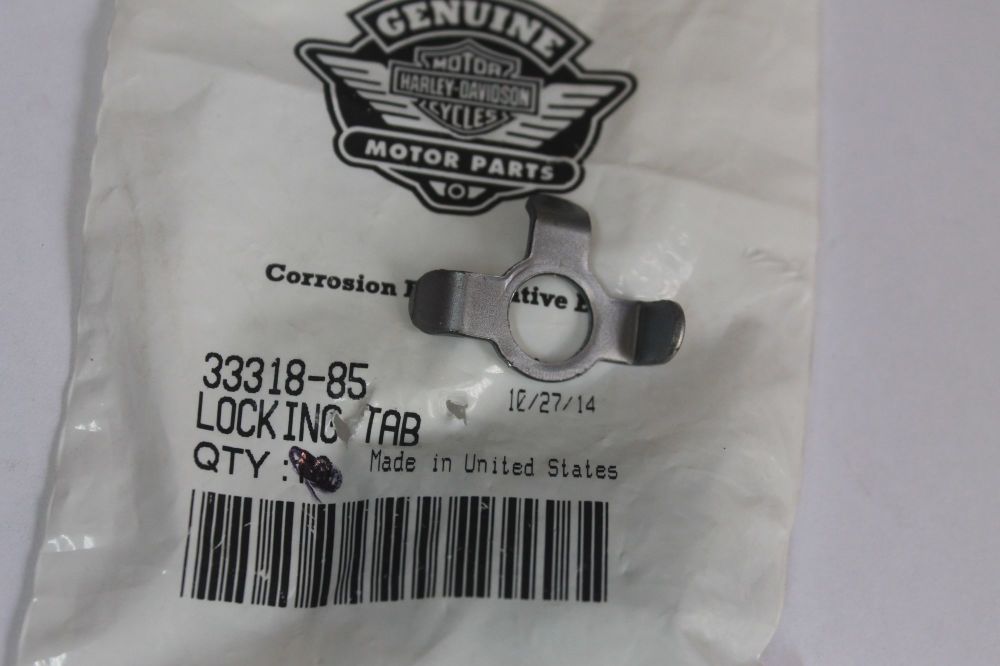 GENUINE
MOTOR
HARLEY-DAVIDSON
CYCLES
MOTOR PARTS
Corrosion
33318-85
10/27/14
LOCKING TAB
QTY :
Made in United States